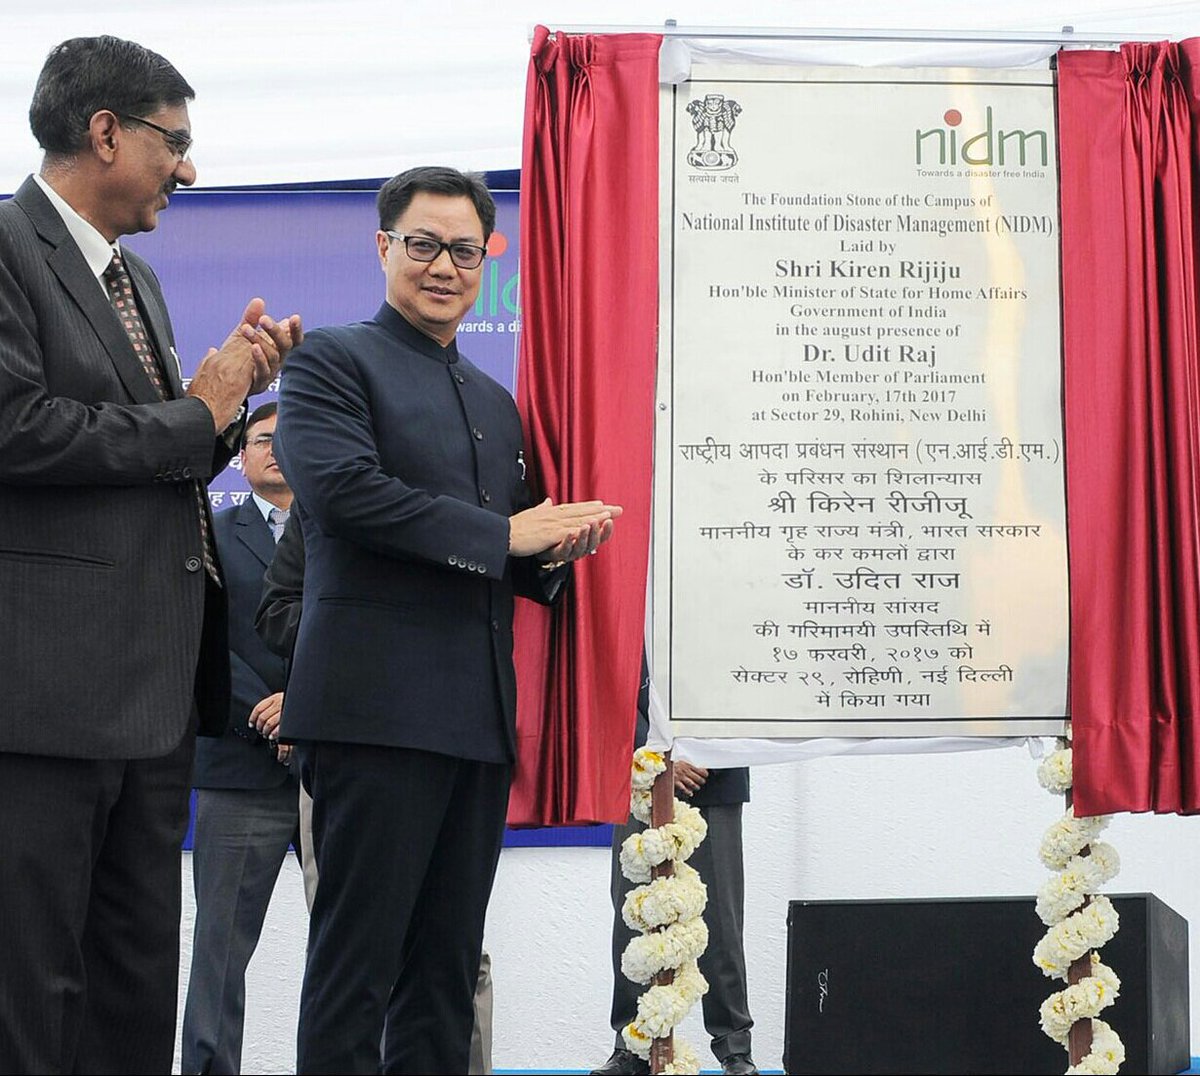 सत्यमेव जयते
nidm
Towards a disaster free India
The Foundation Stone of the Campus of
National Institute of Disaster Management (NIDM)
Laid by
Shri Kiren Rijiju
Hon'ble Minister of State for Home Affairs
Government of India
in the august presence of
Dr. Udit Raj
Hon'ble Member of Parliament
on February, 17th 2017
at Sector 29, Rohini, New Delhi
राष्ट्रीय आपदा प्रबंधन संस्थान (एन.आई.डी.एम.)
के परिसर का शिलान्यास
श्री किरेन रीजीजू
माननीय गृह राज्य मंत्री, भारत सरकार
के कर कमलों द्वारा
डॉ. उदित राज
माननीय सांसद
की गरिमामयी उपस्तिथि में
१७ फरवरी, २०१७ को
सेक्टर २९, रोहिणी, नई दिल्ली
में किया गया